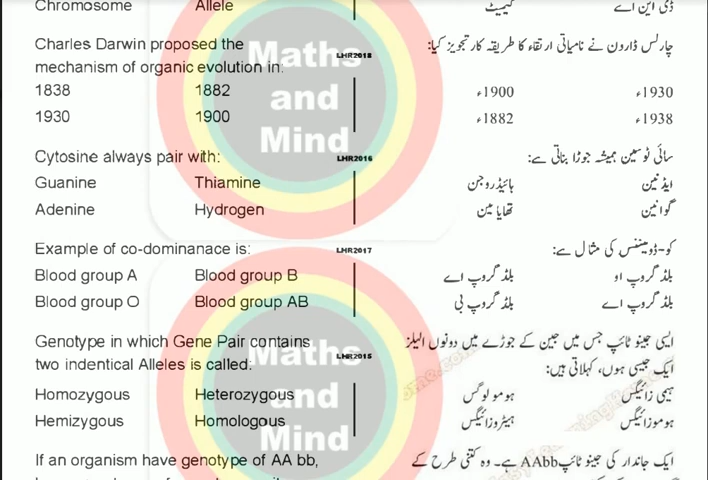 Chromosome Allele گیمیٹ ڈی این اے
Charles Darwin proposed the LHR2018 چارلس ڈارون نے نامیاتی ارتقاء کا طریقہ کار تجویز کیا:
mechanism of organic evolution in:
1838 1882 1900ء 1930ء
1930 1900 1882ء 1938ء
Cytosine always pair with: LHR2016 سائی ٹوسین ہمیشہ جوڑا بناتی ہے:
Guanine Thiamine ہائیڈروجن ایڈنین
Adenine Hydrogen تھایا مین گوانین
Example of co-dominanace is: LHR2017 کو-ڈومیننس کی مثال ہے:
Blood group A Blood group B بلڈ گروپ اے بلڈ گروپ او
Blood group O Blood group AB بلڈ گروپ بی بلڈ گروپ اے
Genotype in which Gene Pair contains LHR2015 ایسی جینو ٹائپ جس میں جین کے جوڑے میں دونوں الیلز
two indentical Alleles is called: ایک جیسی ہوں، کہلاتی ہیں:
Homozygous Heterozygous ہومولوگس ہیمی زائیگس
Hemizygous Homologous ہیٹروزائیگس ہوموزائیگس
If an organism have genotype of AA bb, ایک جاندار کی جینو ٹائپ AAbb ہے۔ وہ کتنی طرح کے
Maths
and
Mind
Maths
and
Mind